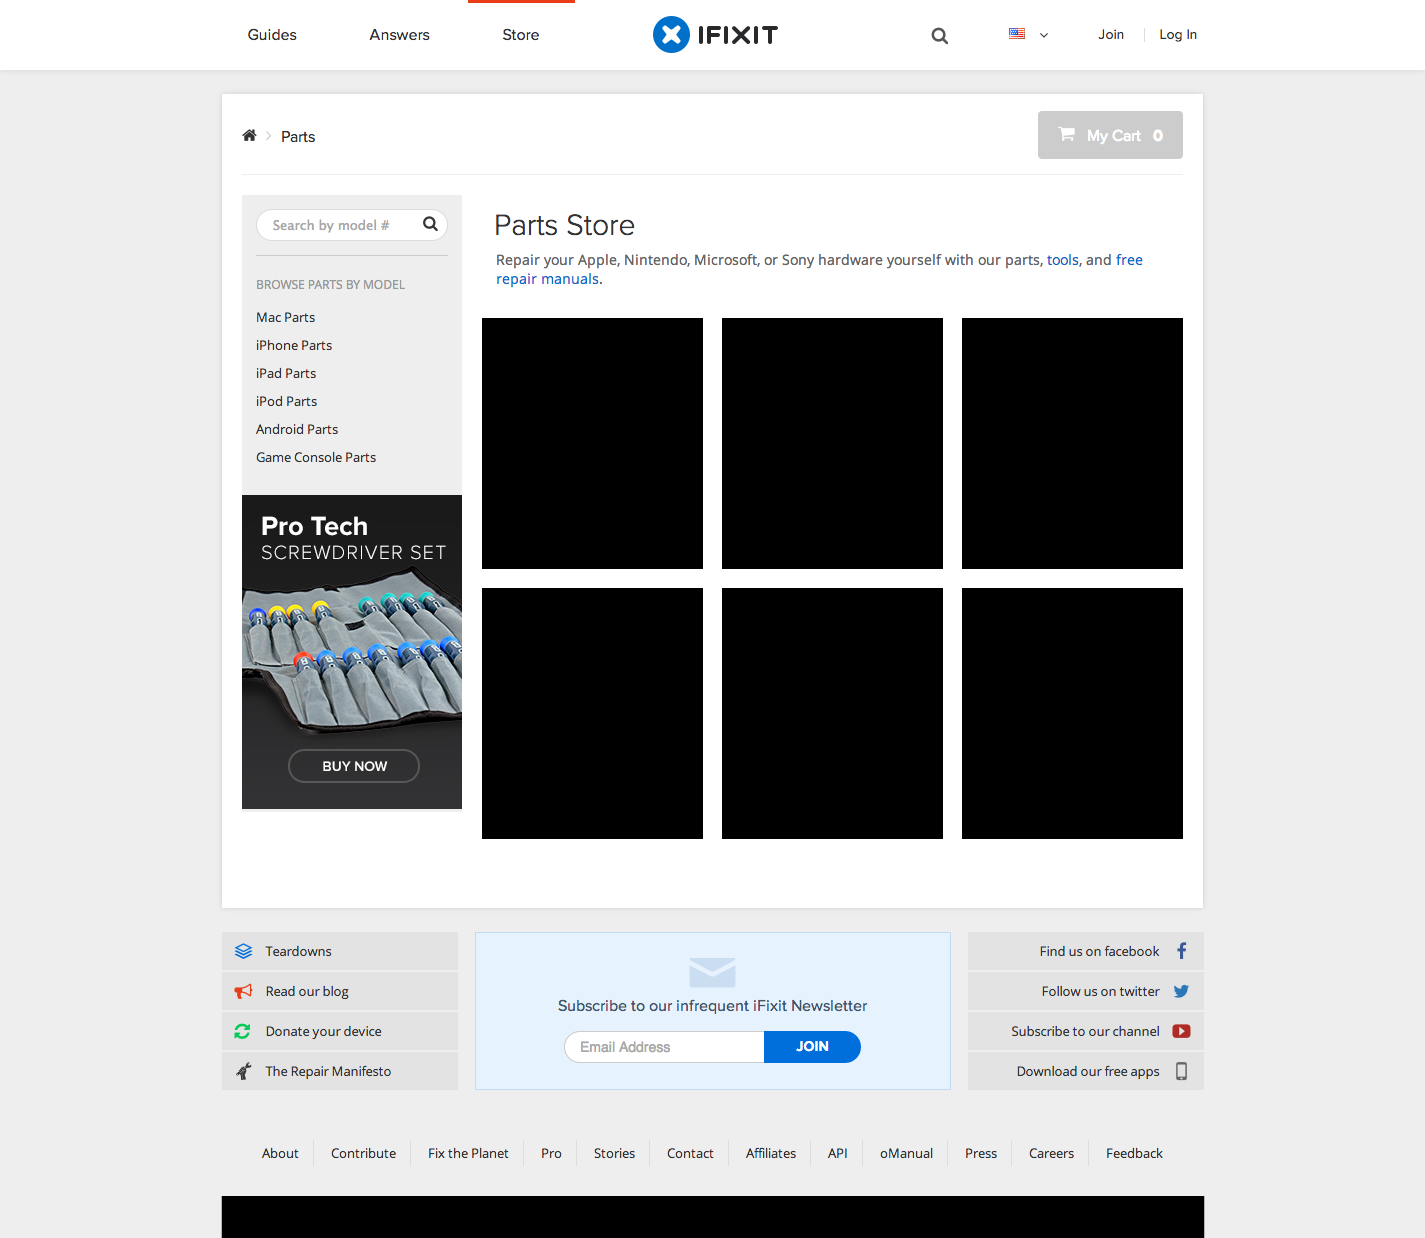 Guides
Answers
Store
IFIXIT
Join
Log In
Parts
My Cart 0
Search by model #
BROWSE PARTS BY MODEL
Mac Parts
iPhone Parts
iPad Parts
iPod Parts
Android Parts
Game Console Parts
Pro Tech
SCREWDRIVER SET
BUY NOW
Parts Store
Repair your Apple, Nintendo, Microsoft, or Sony hardware yourself with our parts, tools, and free
repair manuals.
Teardowns
Read our blog
Donate your device
The Repair Manifesto
Subscribe to our infrequent iFixit Newsletter
Email Address
JOIN
Find us on facebook
Follow us on twitter
Subscribe to our channel
Download our free apps
About
Contribute
Fix the Planet
Pro
Stories
Contact
Affiliates
API
oManual
Press
Careers
Feedback